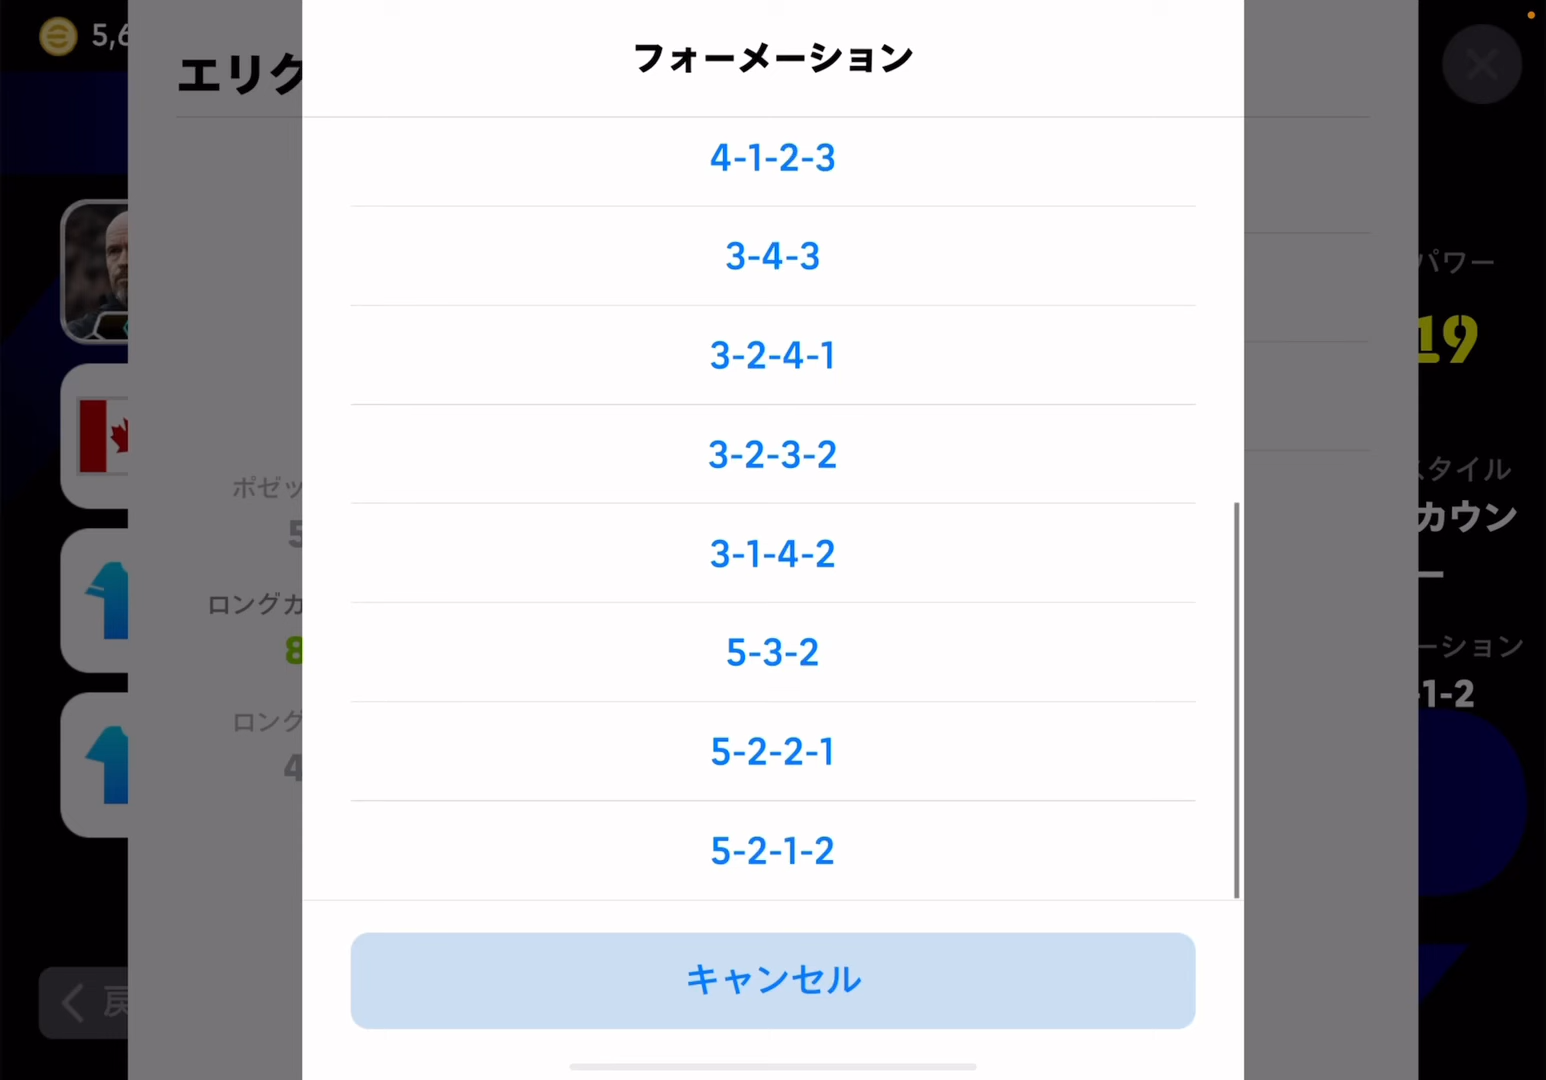 5,6
エリク
フォーメーション
4-1-2-3
3-4-3
3-2-4-1
3-2-3-2
3-1-4-2
5-3-2
5-2-2-1
5-2-1-2
キャンセル
ポゼッ
5
ロングカ
8
ロング
4
戻
パワー
19
スタイル
カウン
ー
ーション
-1-2